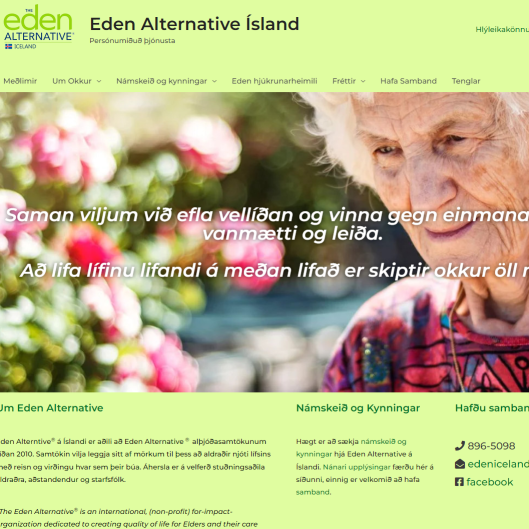 THE
eden
ALTERNATIVE®
ICELAND
Eden Alternative Ísland
Persónumiðuð þjónusta
Hlýleikakönnu
Meðlimir Um Okkur Námskeið og kynningar Eden hjúkrunarheimili Fréttir Hafa Samband Tenglar
Saman viljum við efla vellíðan og vinna gegn einmana
vanmætti og leiða.
Að lifa lífinu lifandi á meðan lifað er skiptir okkur öll
Um Eden Alternative
Eden Alterntive® á Íslandi er aðili að Eden Alternative ® alþjóðasamtökunum
síðan 2010. Samtökin vilja leggja sitt af mörkum til þess að aldraðir njóti lífsins
með reisn og virðingu hvar sem þeir búa. Áhersla er á velferð stuðningsaðila
aldraðra, aðstandendur og starfsfólk.
The Eden Alternative® is an international, (non-profit) for-impact-
organization dedicated to creating quality of life for Elders and their care
Námskeið og Kynningar
Hægt er að sækja námskeið og
kynningar hjá Eden Alternative á
Íslandi. Nánari upplýsingar færðu hér á
síðunni, einnig er velkomið að hafa
samband.
Hafðu samban
896-5098
edeniceland
facebook